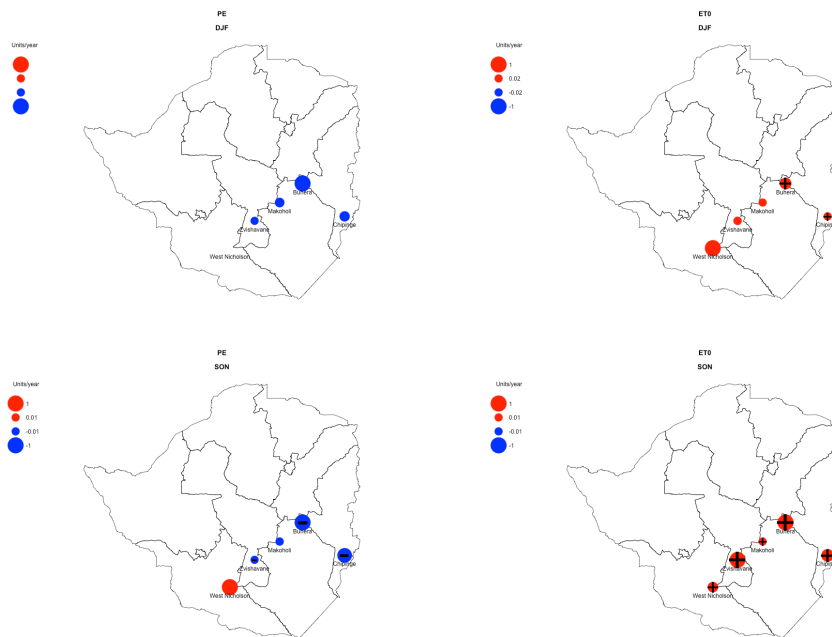 PE
DJF
Units/year
Buhera
Makoholi
Zvishavane
Chipinge
West Nicholson
ET0
DJF
Units/year
1
0.02
-0.02
-1
Buhera
Makoholi
Zvishavane
Chipinge
West Nicholson
PE
SON
Units/year
1
0.01
-0.01
-1
Buhera
Makoholi
Zvishavane
Chipinge
West Nicholson
ET0
SON
Units/year
1
0.01
-0.01
-1
Buhera
Makoholi
Zvishavane
Chipinge
West Nicholson